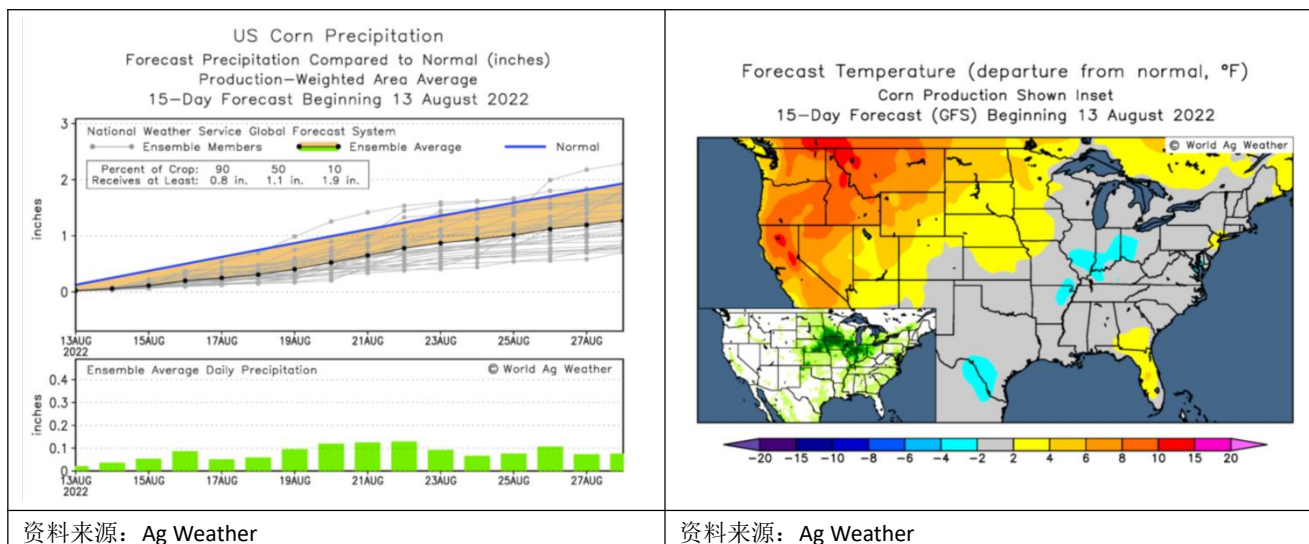 US Corn Precipitation
Forecast Precipitation Compared to Normal (inches)
Production-Weighted Area Average
15-Day Forecast Beginning 13 August 2022
National Weather Service Global Forecast System
Ensemble Members Ensemble Average Normal
Percent of Crop: 90 50 10
Receives at Least: 0.8 in. 1.1 in. 1.9 in.
3
2
1
0
inches
13AUG 15AUG 17AUG 19AUG 21AUG 23AUG 25AUG 27AUG
2022
Ensemble Average Daily Precipitation © World Ag Weather
0.4
0.3
0.2
0.1
0
inches
13AUG 15AUG 17AUG 19AUG 21AUG 23AUG 25AUG 27AUG
2022
资料来源：Ag Weather
Forecast Temperature (departure from normal, °F)
Corn Production Shown Inset
15-Day Forecast (GFS) Beginning 13 August 2022
© World Ag Weather
-20 -15 -10 -8 -6 -4 -2 2 4 6 8 10 15 20
资料来源：Ag Weather